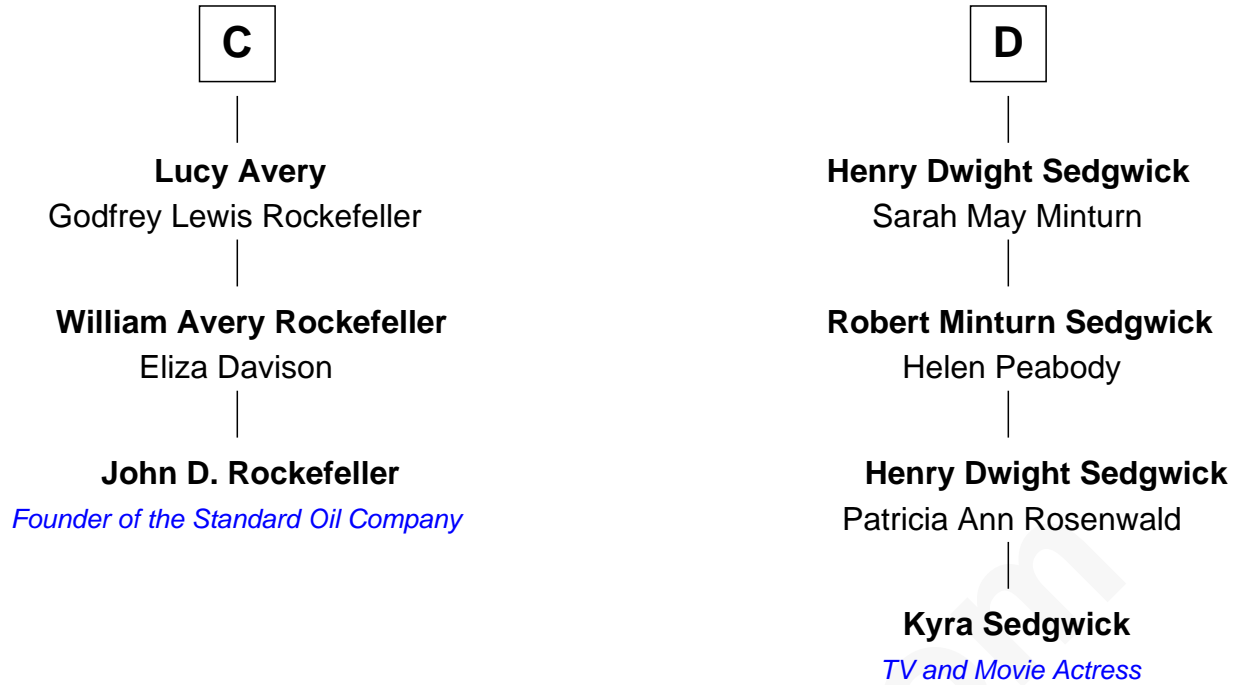 C
Lucy Avery
Godfrey Lewis Rockefeller
William Avery Rockefeller
Eliza Davison
John D. Rockefeller
Founder of the Standard Oil Company
D
Henry Dwight Sedgwick
Sarah May Minturn
Robert Minturn Sedgwick
Helen Peabody
Henry Dwight Sedgwick
Patricia Ann Rosenwald
Kyra Sedgwick
TV and Movie Actress